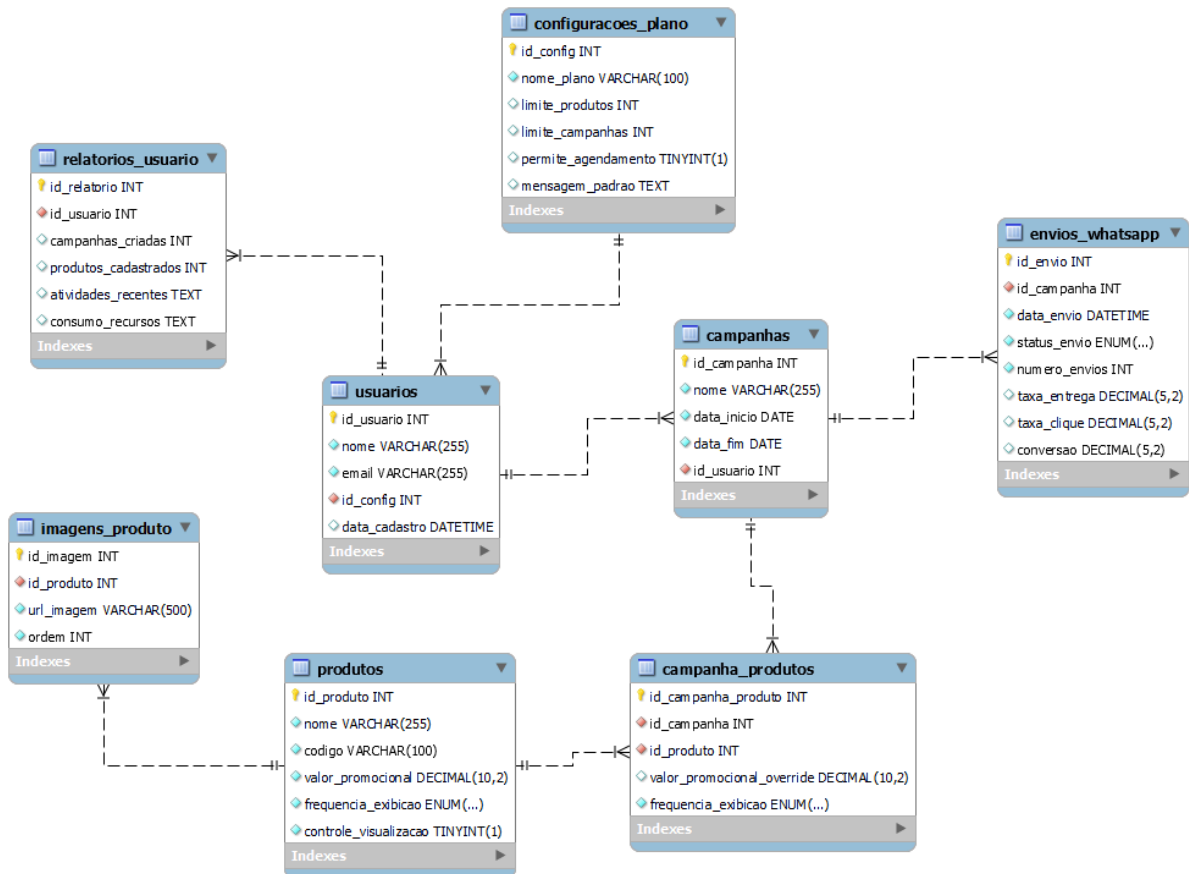 configuracoes_plano
id_config INT
nome_plano VARCHAR(100)
limite_produtos INT
limite_campanhas INT
permite_agendamento TINYINT(1)
mensagem_padrao TEXT
Indexes
relatorios_usuario
id_relatorio INT
id_usuario INT
campanhas_criadas INT
produtos_cadastrados INT
atividades_recentes TEXT
consumo_recursos TEXT
Indexes
envios_whatsapp
id_envio INT
id_campanha INT
data_envio DATETIME
status_envio ENUM(...)
numero_envios INT
taxa_entrega DECIMAL(5,2)
taxa_clique DECIMAL(5,2)
conversao DECIMAL(5,2)
Indexes
campanhas
id_campanha INT
nome VARCHAR(255)
data_inicio DATE
data_fim DATE
id_usuario INT
Indexes
usuarios
id_usuario INT
nome VARCHAR(255)
email VARCHAR(255)
id_config INT
data_cadastro DATETIME
Indexes
imagens_produto
id_imagem INT
id_produto INT
url_imagem VARCHAR(500)
ordem INT
Indexes
produtos
id_produto INT
nome VARCHAR(255)
codigo VARCHAR(100)
valor_promocional DECIMAL(10,2)
frequencia_exibicao ENUM(...)
controle_visualizacao TINYINT(1)
Indexes
campanha_produtos
id_campanha_produto INT
id_campanha INT
id_produto INT
valor_promocional_override DECIMAL(10,2)
frequencia_exibicao ENUM(...)
Indexes